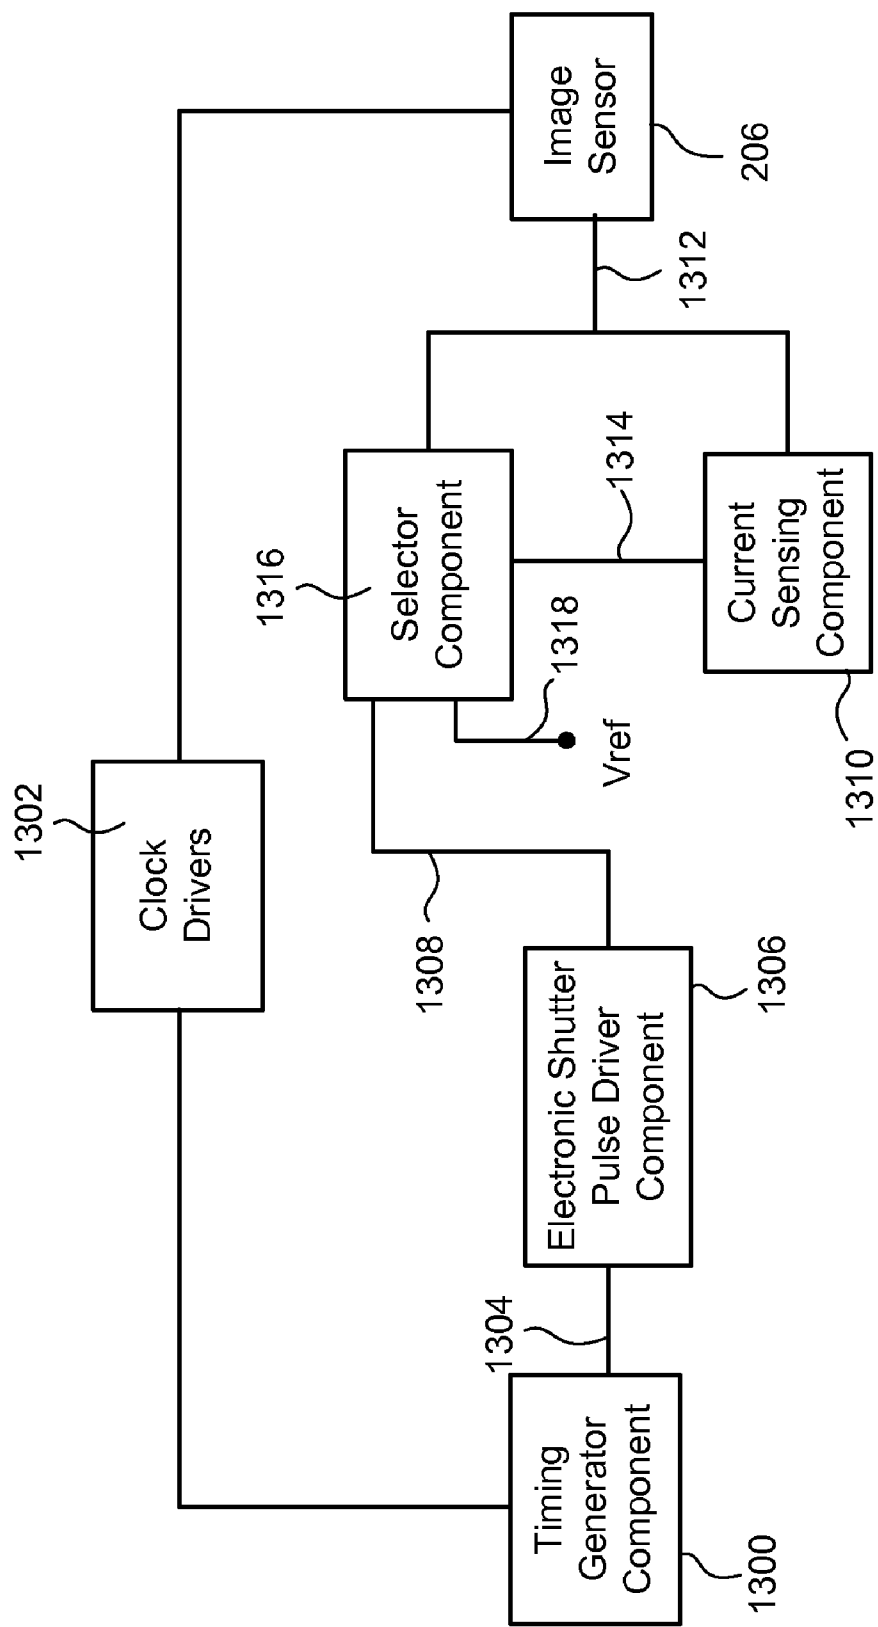 1302
Clock
Drivers
1316
Selector
Component
Image
Sensor
206
1312
1314
1318
Vref
1308
Current
Sensing
Component
1310
Electronic Shutter
Pulse Driver
Component
1306
1304
Timing
Generator
Component
1300